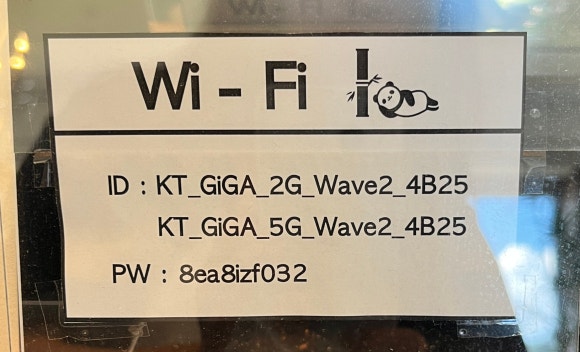 Wi - Fi
ID : KT_GiGA_2G_Wave2_4B25
KT_GiGA_5G_Wave2_4B25
PW : 8ea8izf032